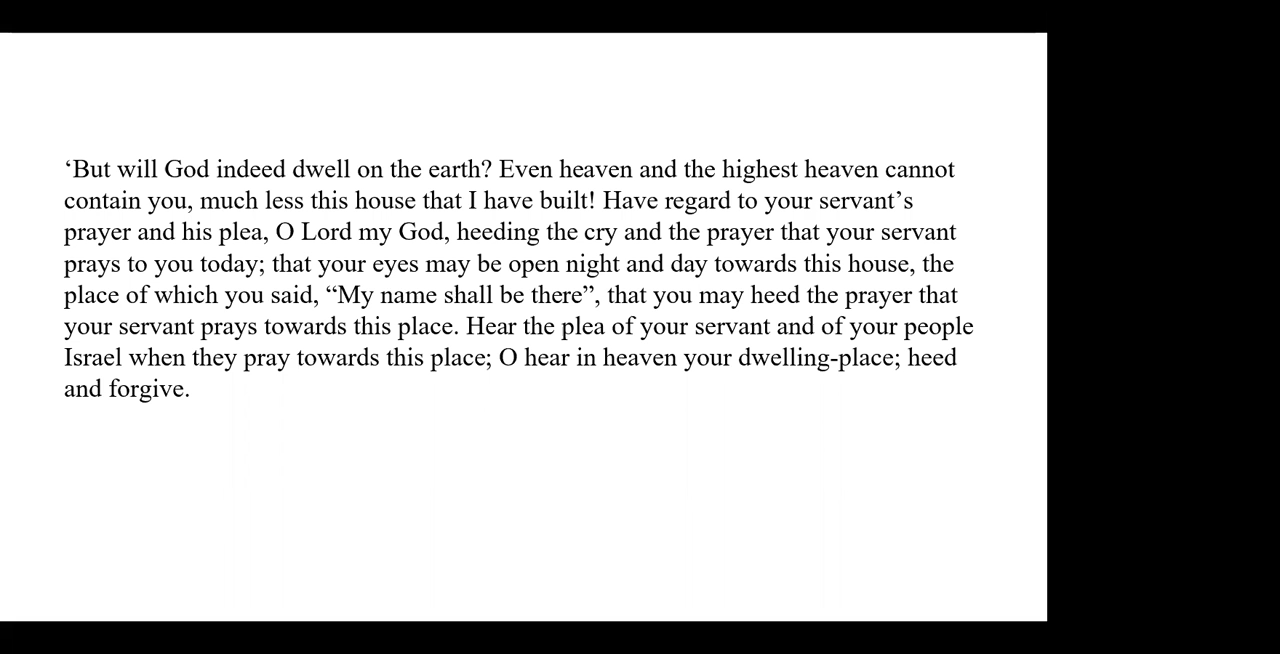 ‘But will God indeed dwell on the earth? Even heaven and the highest heaven cannot
contain you, much less this house that I have built! Have regard to your servant’s
prayer and his plea, O Lord my God, heeding the cry and the prayer that your servant
prays to you today; that your eyes may be open night and day towards this house, the
place of which you said, “My name shall be there”, that you may heed the prayer that
your servant prays towards this place. Hear the plea of your servant and of your people
Israel when they pray towards this place; O hear in heaven your dwelling-place; heed
and forgive.